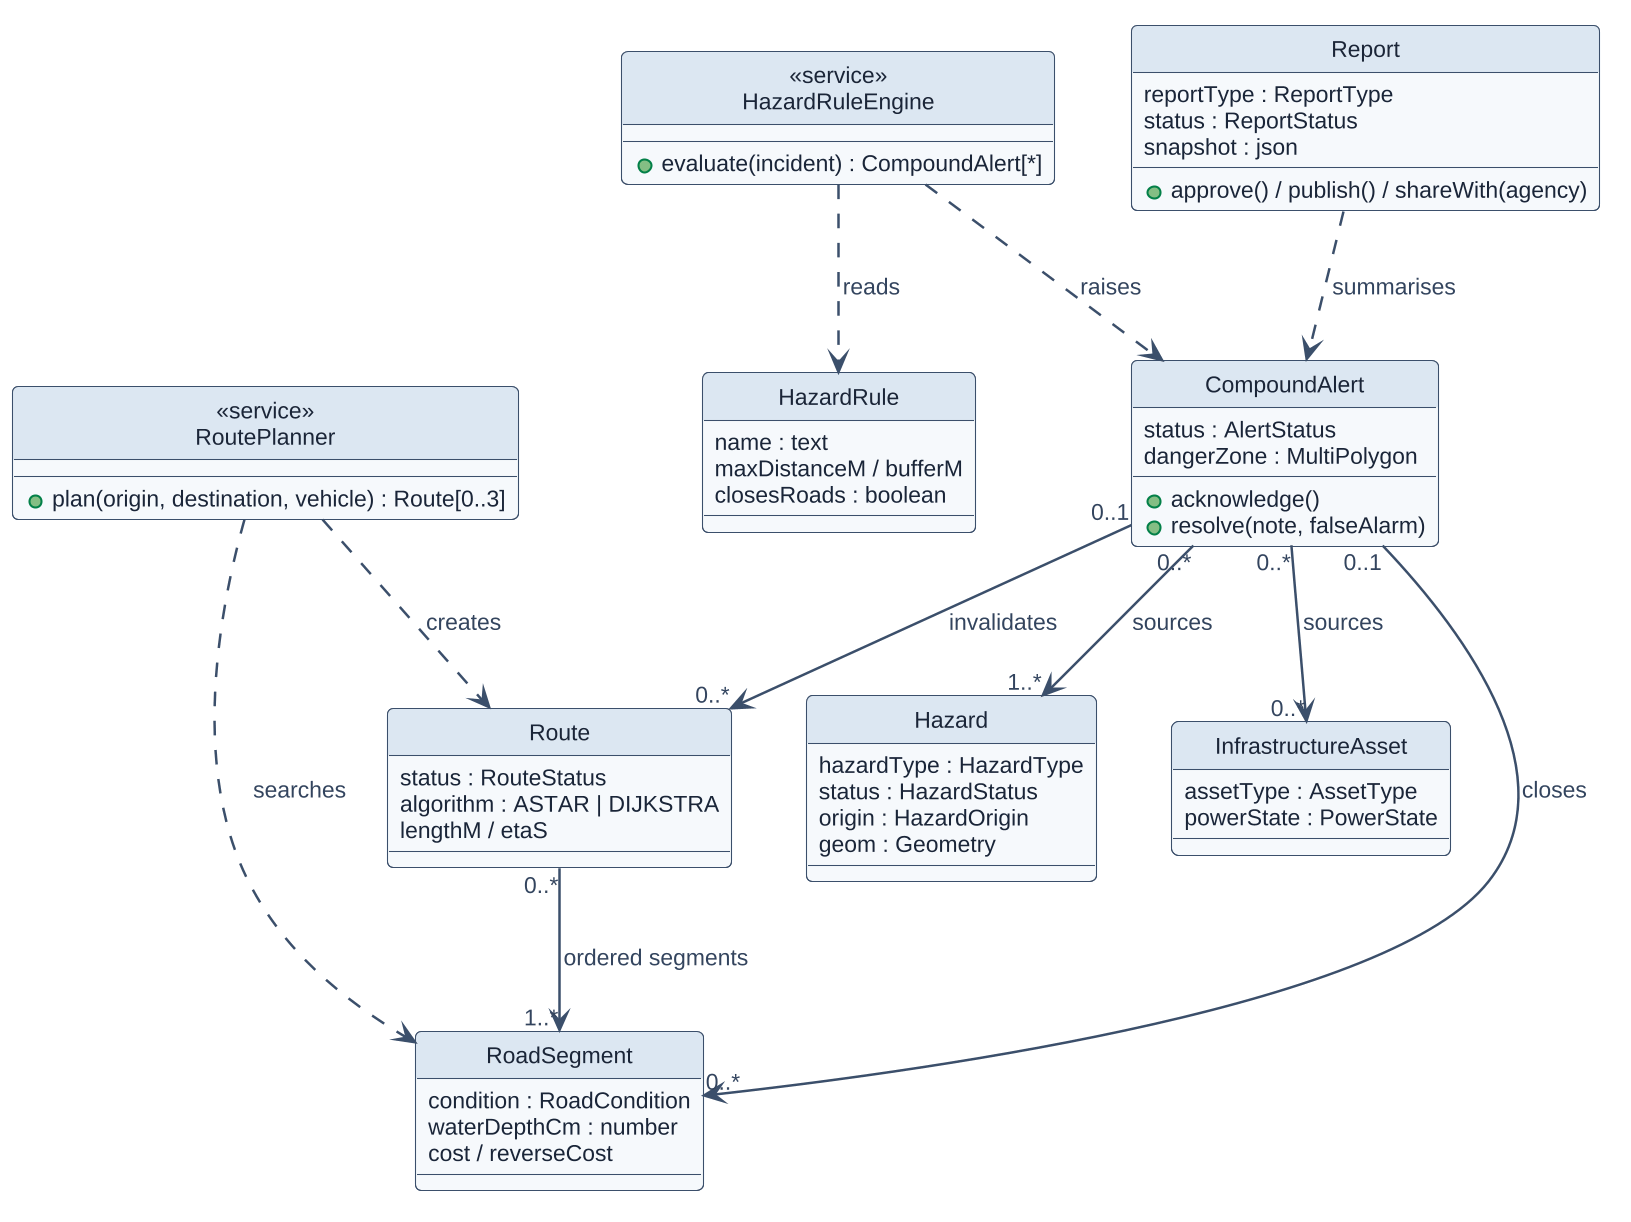 Report
reportType : ReportType
status : ReportStatus
snapshot : json
approve() / publish() / shareWith(agency)
«service»
HazardRuleEngine
evaluate(incident) : CompoundAlert[*]
reads
raises
summarises
«service»
RoutePlanner
plan(origin, destination, vehicle) : Route[0..3]
HazardRule
name : text
maxDistanceM / bufferM
closesRoads : boolean
CompoundAlert
status : AlertStatus
dangerZone : MultiPolygon
acknowledge()
resolve(note, falseAlarm)
0..1
0..*
0..*
0..1
creates
invalidates
sources
sources
0..*
1..*
0..*
Route
status : RouteStatus
algorithm : ASTAR | DIJKSTRA
lengthM / etaS
Hazard
hazardType : HazardType
status : HazardStatus
origin : HazardOrigin
geom : Geometry
InfrastructureAsset
assetType : AssetType
powerState : PowerState
searches
closes
0..*
ordered segments
1..*
RoadSegment
condition : RoadCondition
waterDepthCm : number
cost / reverseCost
0..*